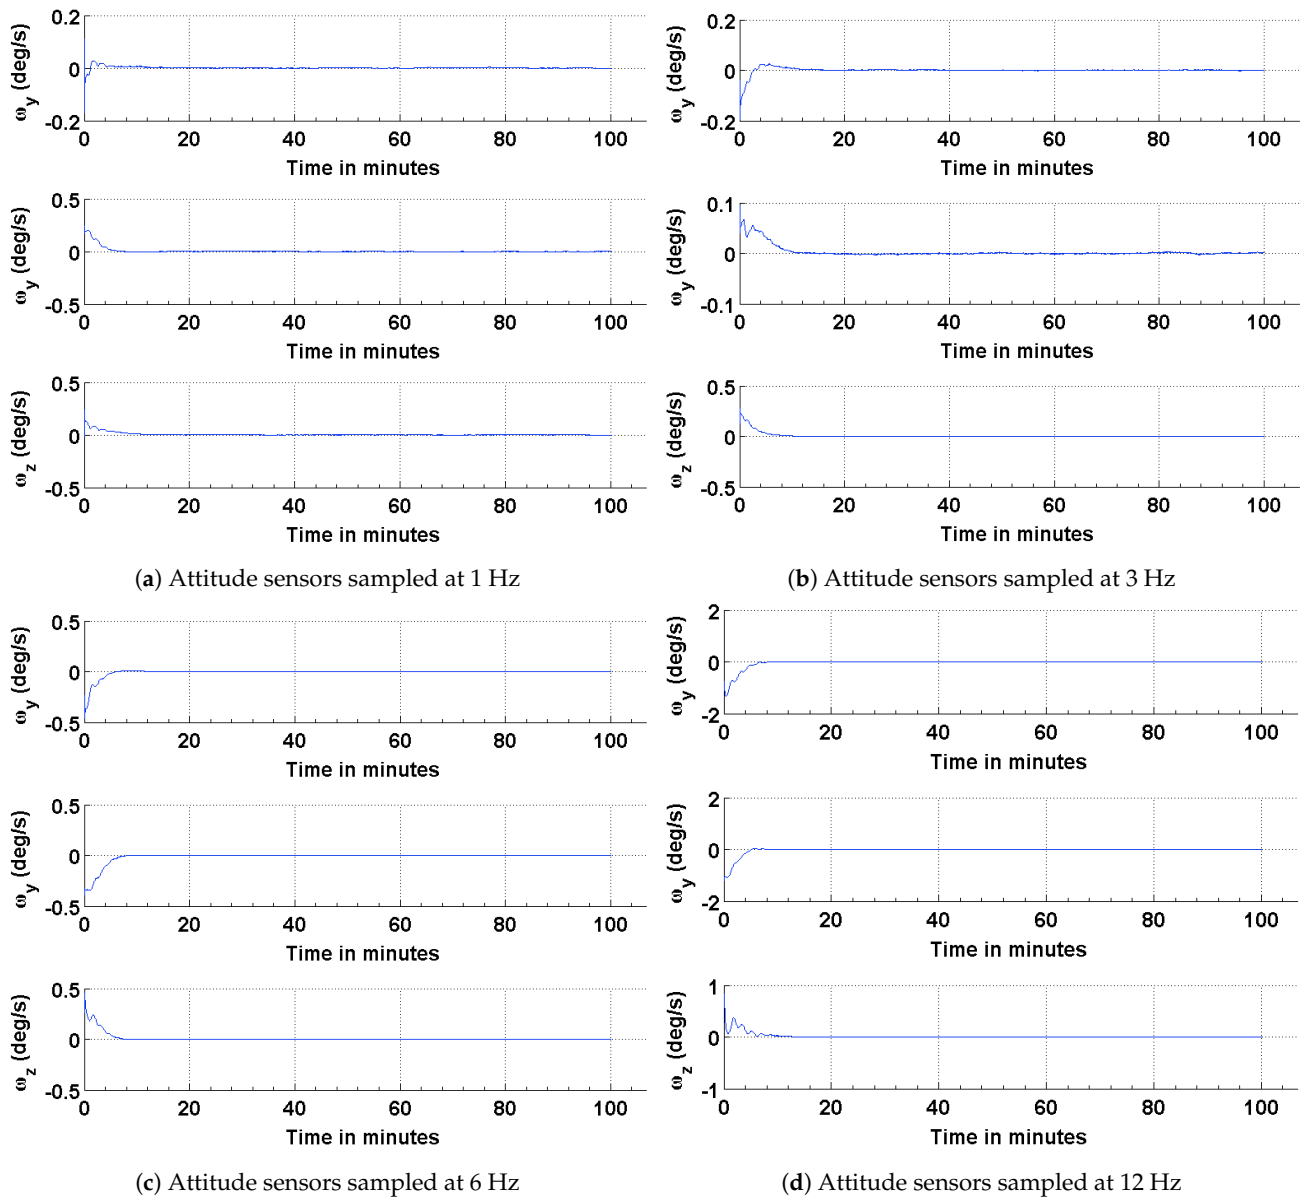 0.2
0
-0.2
ω_y (deg/s)
0 20 40 60 80 100
Time in minutes
0.5
0
-0.5
ω_y (deg/s)
0 20 40 60 80 100
Time in minutes
0.5
0
-0.5
ω_z (deg/s)
0 20 40 60 80 100
Time in minutes
(a) Attitude sensors sampled at 1 Hz
0.2
0
-0.2
ω_y (deg/s)
0 20 40 60 80 100
Time in minutes
0.1
0
-0.1
ω_y (deg/s)
0 20 40 60 80 100
Time in minutes
0.5
0
-0.5
ω_z (deg/s)
0 20 40 60 80 100
Time in minutes
(b) Attitude sensors sampled at 3 Hz
0.5
0
-0.5
ω_y (deg/s)
0 20 40 60 80 100
Time in minutes
0.5
0
-0.5
ω_y (deg/s)
0 20 40 60 80 100
Time in minutes
0.5
0
-0.5
ω_z (deg/s)
0 20 40 60 80 100
Time in minutes
(c) Attitude sensors sampled at 6 Hz
2
0
-2
ω_y (deg/s)
0 20 40 60 80 100
Time in minutes
2
0
-2
ω_y (deg/s)
0 20 40 60 80 100
Time in minutes
1
0
-1
ω_z (deg/s)
0 20 40 60 80 100
Time in minutes
(d) Attitude sensors sampled at 12 Hz